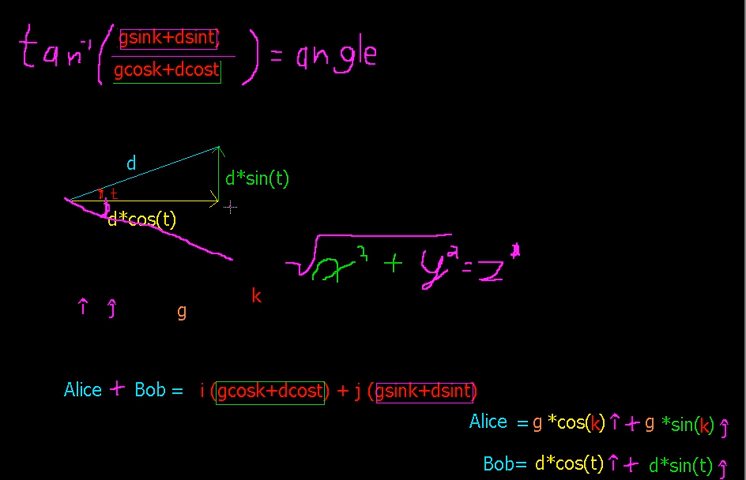 tan⁻¹( gsink+dsint / gcosk+dcost ) = angle
d
t
d*sin(t)
d*cos(t)
√x² + y² = z²
k
î ĵ g
Alice + Bob = i (gcosk+dcost) + j (gsink+dsint)
Alice = g *cos(k) î + g *sin(k) ĵ
Bob= d*cos(t) î + d*sin(t) ĵ